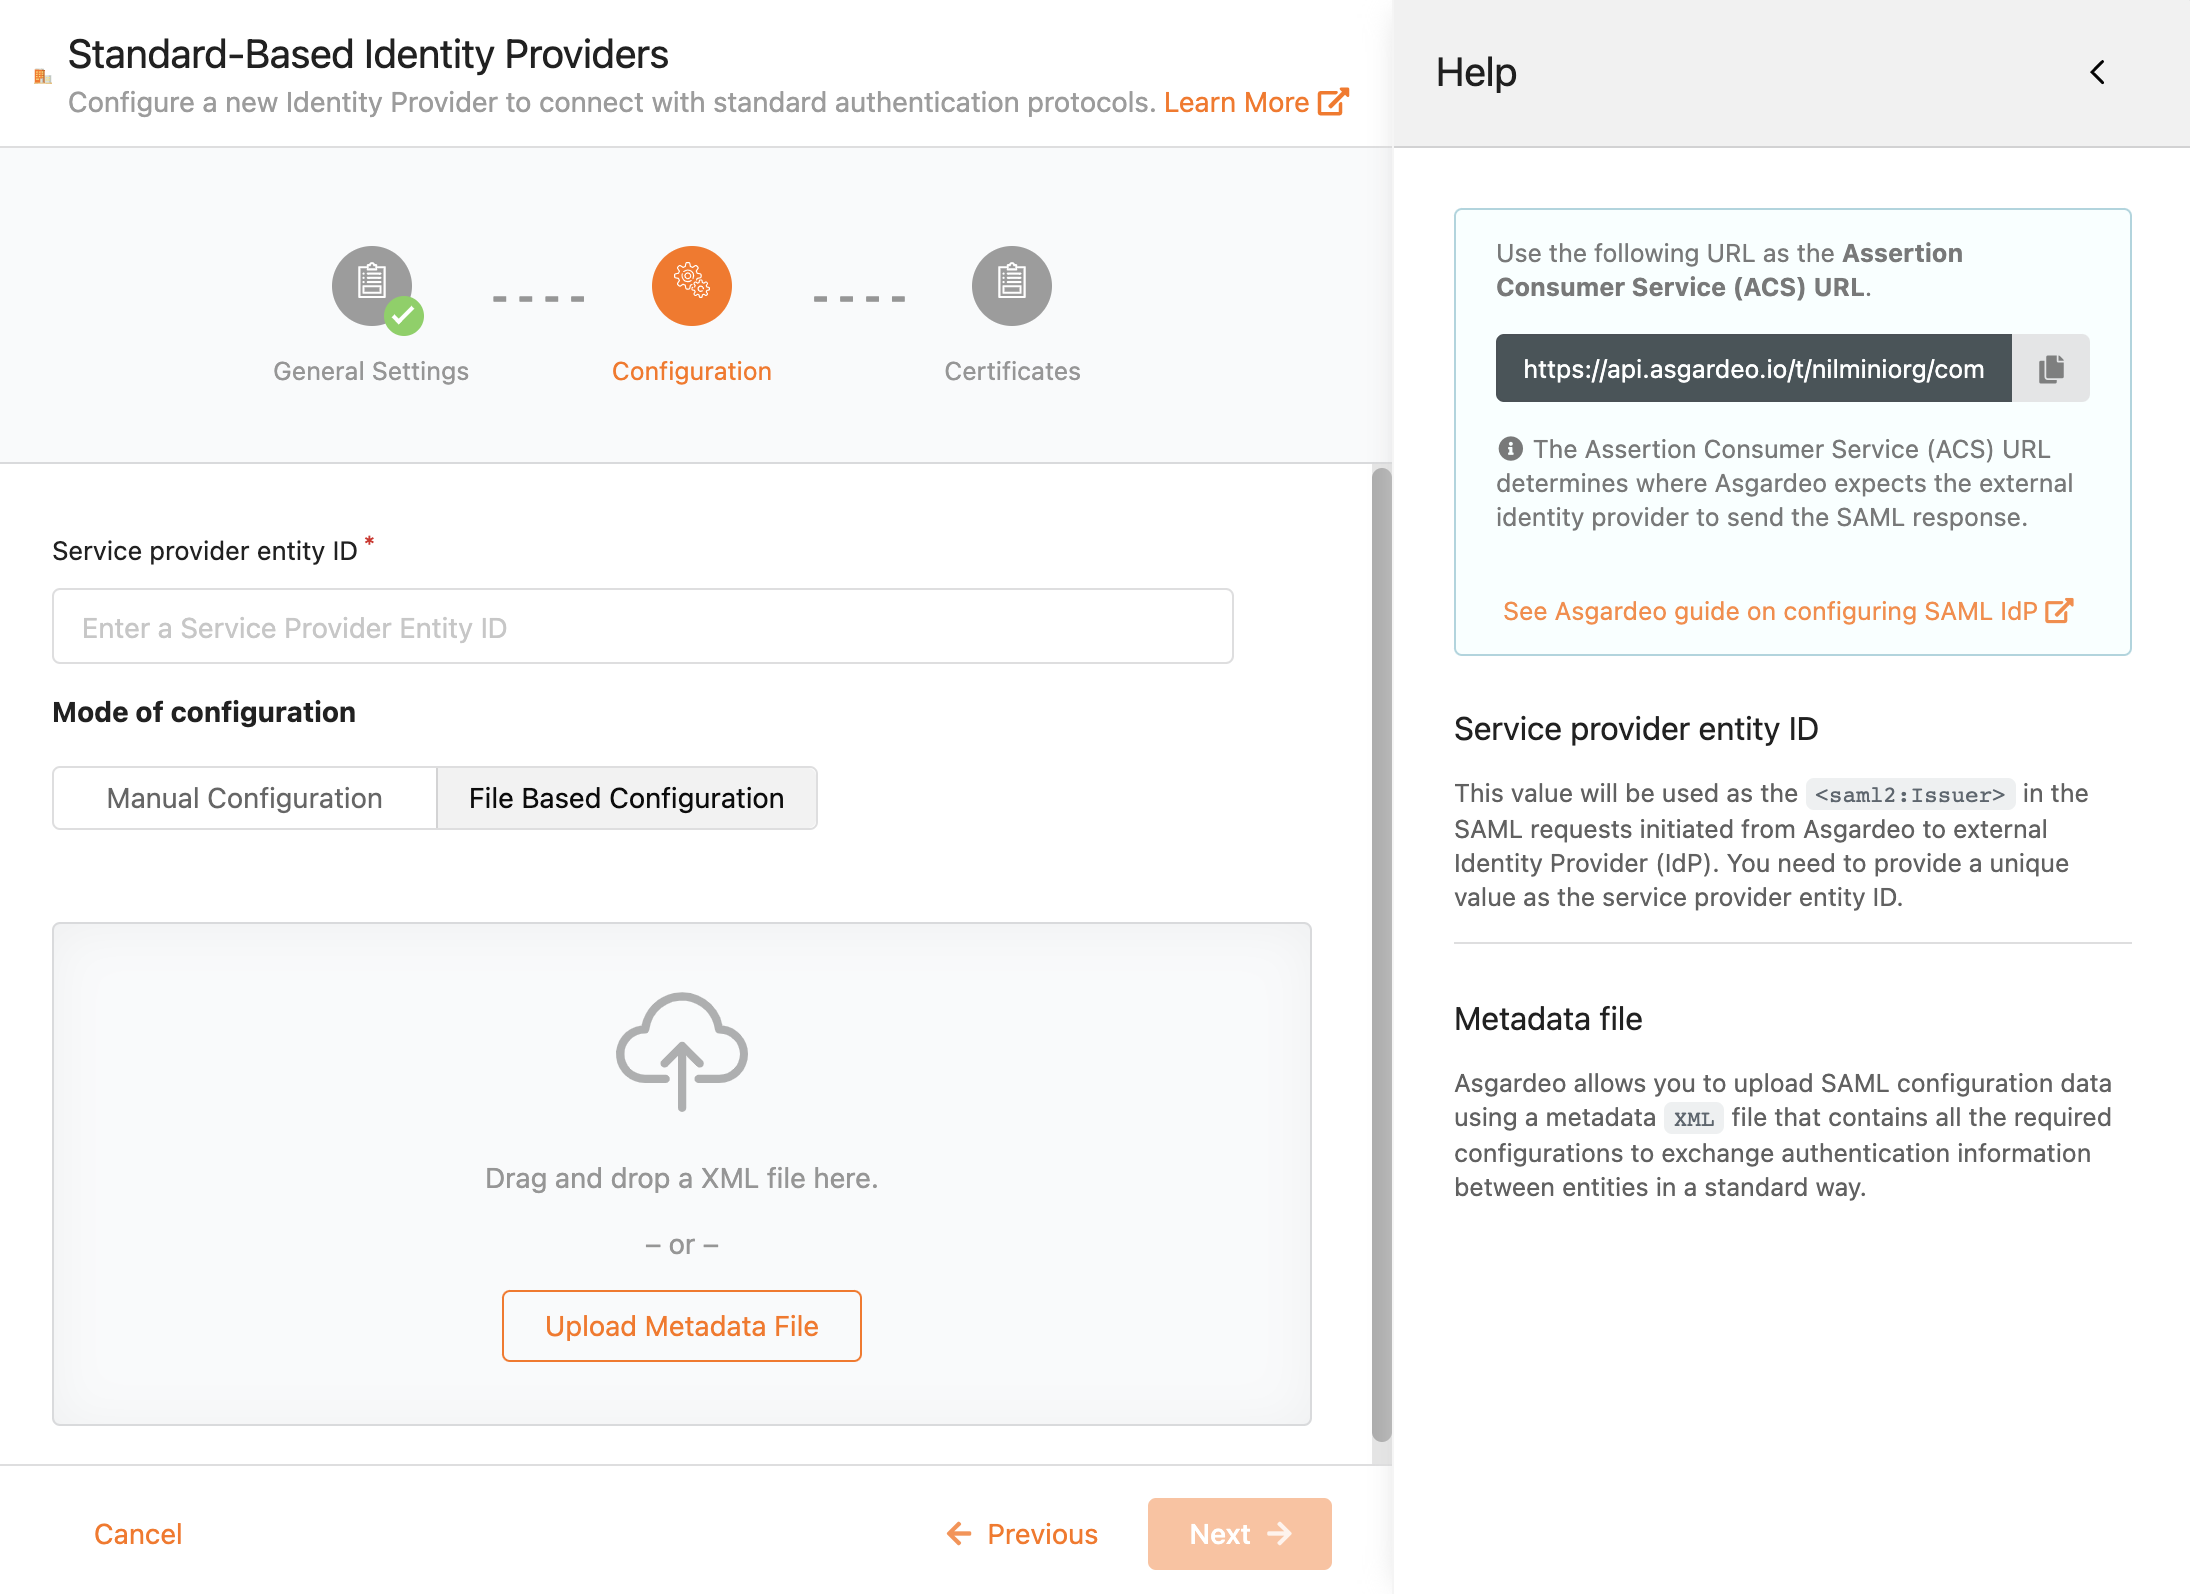 Standard-Based Identity Providers
Configure a new Identity Provider to connect with standard authentication protocols. Learn More
General Settings
Configuration
Certificates
Service provider entity ID *
Enter a Service Provider Entity ID
Mode of configuration
Manual Configuration
File Based Configuration
Drag and drop a XML file here.
– or –
Upload Metadata File
Cancel
Previous
Next
Help
Use the following URL as the Assertion
Consumer Service (ACS) URL.
https://api.asgardeo.io/t/nilminiorg/com
The Assertion Consumer Service (ACS) URL
determines where Asgardeo expects the external
identity provider to send the SAML response.
See Asgardeo guide on configuring SAML IdP
Service provider entity ID
This value will be used as the <saml2:Issuer> in the
SAML requests initiated from Asgardeo to external
Identity Provider (IdP). You need to provide a unique
value as the service provider entity ID.
Metadata file
Asgardeo allows you to upload SAML configuration data
using a metadata XML file that contains all the required
configurations to exchange authentication information
between entities in a standard way.